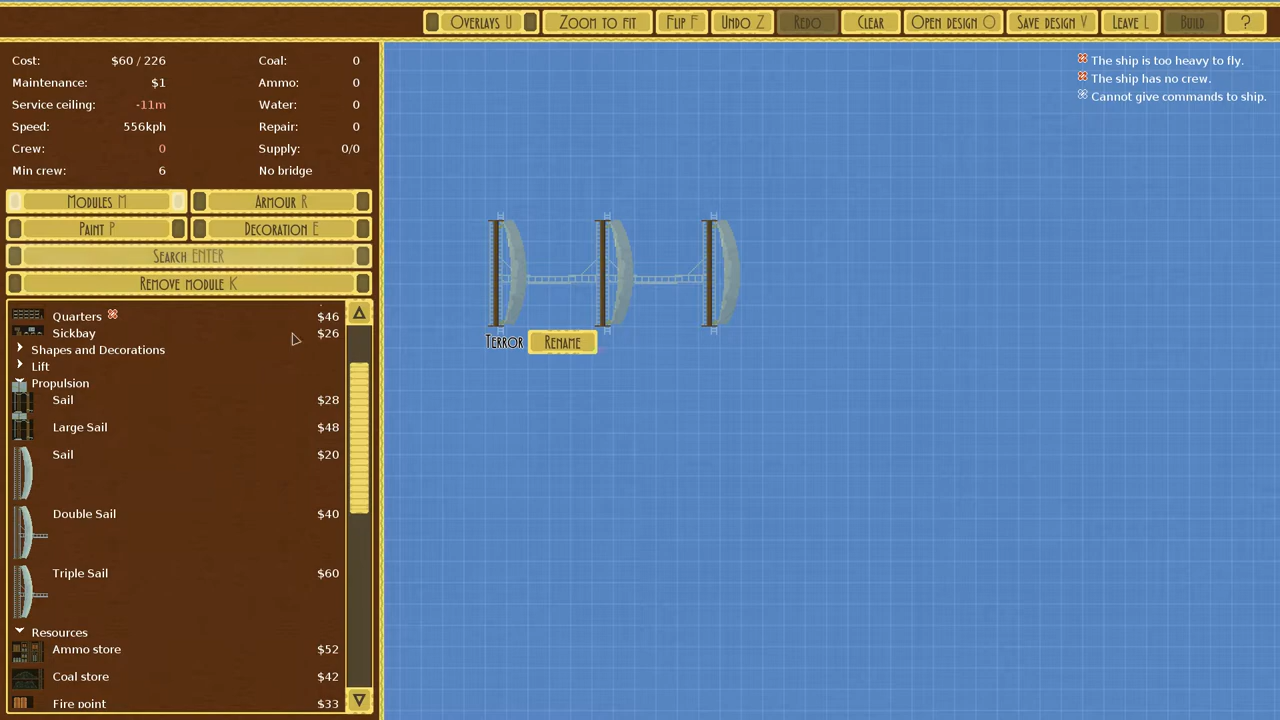 Overlays U Zoom to fit Flip F Undo Z Redo Clear Open design O Save design V Leave L Build ?
Cost: $60 / 226 Coal: 0
Maintenance: $1 Ammo: 0
Service ceiling: -11m Water: 0
Speed: 556kph Repair: 0
Crew: 0 Supply: 0/0
Min crew: 6 No bridge
The ship is too heavy to fly.
The ship has no crew.
Cannot give commands to ship.
Modules M Armour R
Paint P Decoration E
Search ENTER
Remove module K
Quarters $46
Sickbay $26
Shapes and Decorations
Lift
Propulsion
Sail $28
Large Sail $48
Sail $20
Double Sail $40
Triple Sail $60
Resources
Ammo store $52
Coal store $42
Fire point $33
Terror Rename